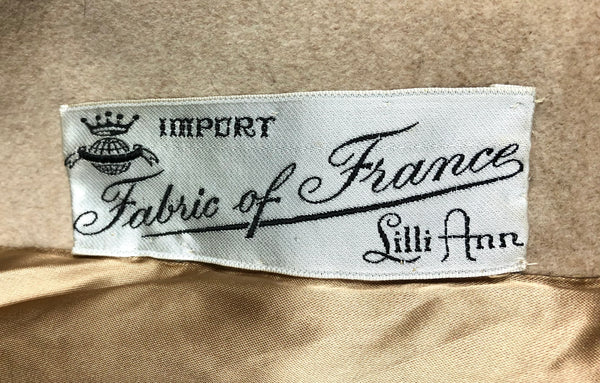 IMPORT
Fabric of France
Lilli Ann